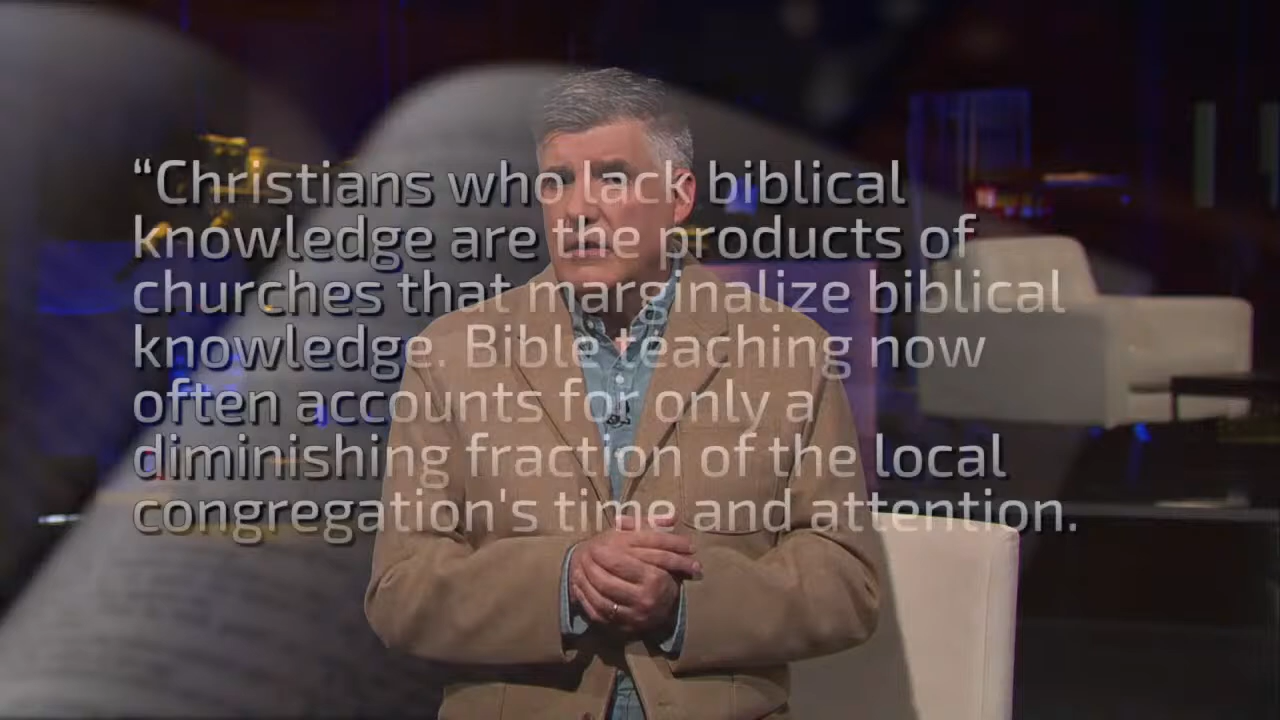 “Christians who lack biblical
knowledge are the products of
churches that marginalize biblical
knowledge. Bible teaching now
often accounts for only a
diminishing fraction of the local
congregation's time and attention.